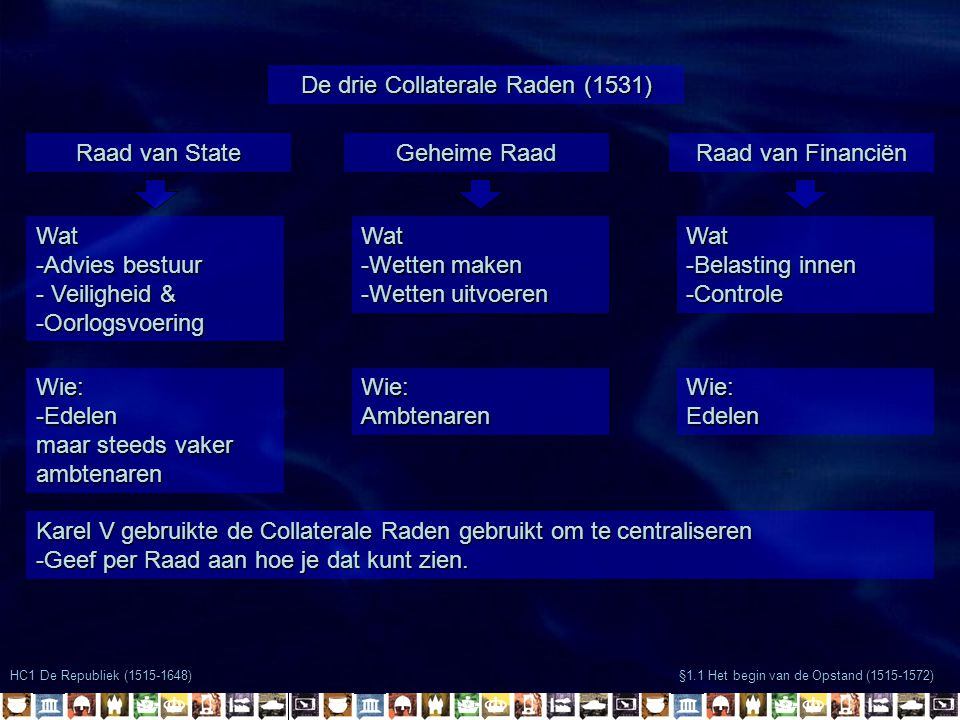 De drie Collaterale Raden (1531)
Raad van State
Geheime Raad
Raad van Financiën
Wat
-Advies bestuur
- Veiligheid &
-Oorlogsvoering
Wat
-Wetten maken
-Wetten uitvoeren
Wat
-Belasting innen
-Controle
Wie:
-Edelen
maar steeds vaker
ambtenaren
Wie:
Ambtenaren
Wie:
Edelen
Karel V gebruikte de Collaterale Raden gebruikt om te centraliseren
-Geef per Raad aan hoe je dat kunt zien.
HC1 De Republiek (1515-1648)
§1.1 Het begin van de Opstand (1515-1572)